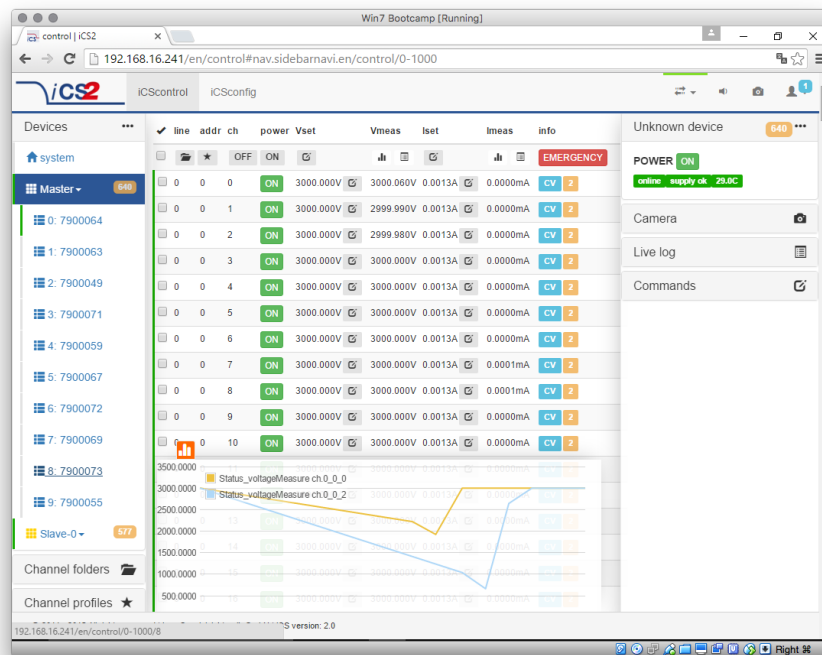 Win7 Bootcamp [Running]
control | iCS2
192.168.16.241/en/control#nav.sidebarnavi.en/control/0-1000
iCS2 iCScontrol iCSconfig 1
Devices
system
Master 640
0: 7900064
1: 7900063
2: 7900049
3: 7900071
4: 7900059
5: 7900067
6: 7900072
7: 7900069
8: 7900073
9: 7900055
Slave-0 577
Channel folders
Channel profiles
line addr ch power Vset Vmeas Iset Imeas info
OFF ON EMERGENCY
0 0 0 ON 3000.000V 3000.060V 0.0013A 0.0000mA CV 2
0 0 1 ON 3000.000V 2999.990V 0.0013A 0.0000mA CV 2
0 0 2 ON 3000.000V 2999.980V 0.0013A 0.0000mA CV 2
0 0 3 ON 3000.000V 3000.000V 0.0013A 0.0000mA CV 2
0 0 4 ON 3000.000V 3000.000V 0.0013A 0.0000mA CV 2
0 0 5 ON 3000.000V 3000.000V 0.0013A 0.0000mA CV 2
0 0 6 ON 3000.000V 3000.000V 0.0013A 0.0000mA CV 2
0 0 7 ON 3000.000V 3000.000V 0.0013A 0.0001mA CV 2
0 0 8 ON 3000.000V 3000.000V 0.0013A 0.0001mA CV 2
0 0 9 ON 3000.000V 3000.000V 0.0013A 0.0000mA CV 2
0 0 10 ON 3000.000V 3000.000V 0.0013A 0.0000mA CV 2
3500.0000
Status_voltageMeasure ch.0_0_0
3000.0000
Status_voltageMeasure ch.0_0_2
2500.0000
2000.0000
1500.0000
1000.0000
500.0000
Unknown device 640
POWER ON
online supply ok 29.0C
Camera
Live log
Commands
version: 2.0
192.168.16.241/en/control/0-1000/8
Right ⌘